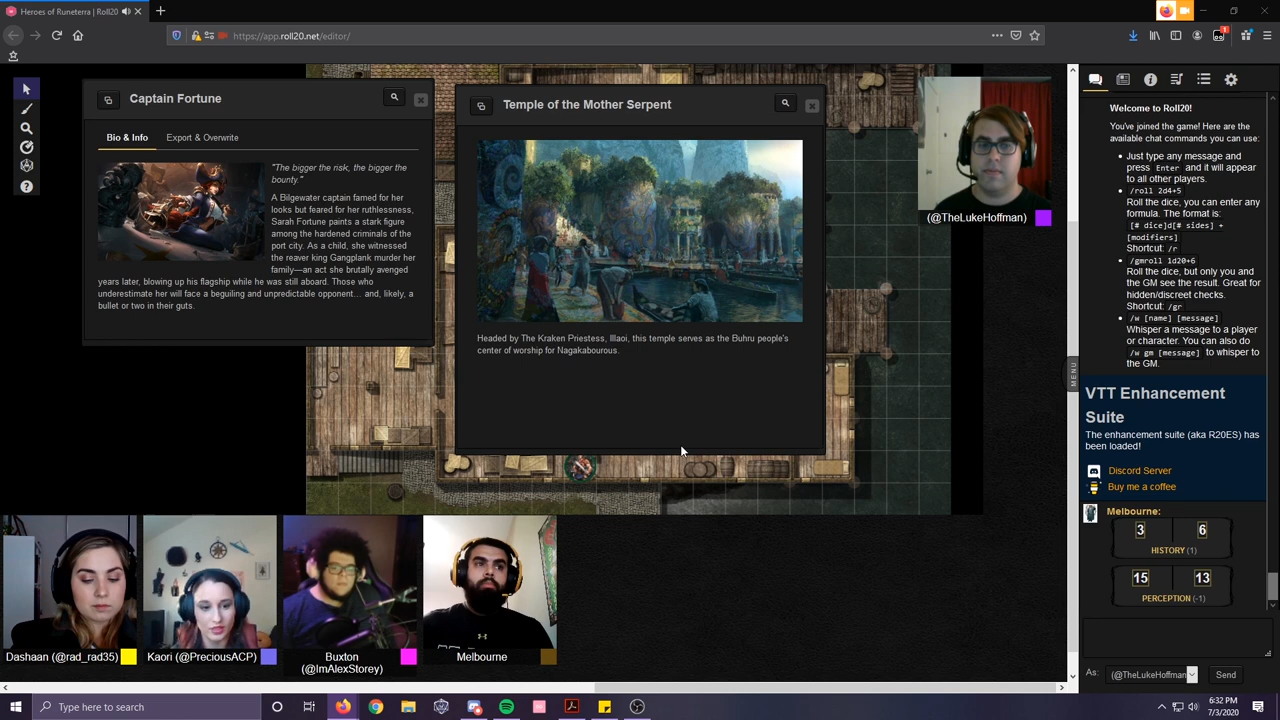 Heroes of Runeterra | Roll20
https://app.roll20.net/editor/
Captain Fortune
Bio & Info
Export & Overwrite
"The bigger the risk, the bigger the
bounty."
A Bilgewater captain famed for her
looks but feared for her ruthlessness,
Sarah Fortune paints a stark figure
among the hardened criminals of the
port city. As a child, she witnessed
the reaver king Gangplank murder her
family—an act she brutally avenged
years later, blowing up his flagship while he was still aboard. Those who
underestimate her will face a beguiling and unpredictable opponent… and, likely, a
bullet or two in their guts.
Temple of the Mother Serpent
Headed by The Kraken Priestess, Illaoi, this temple serves as the Buhru people's
center of worship for Nagakabourous.
(@TheLukeHoffman)
Dashaan (@rad_rad35)
Kaori (@PreciousACP)
Buxton
(@ImAlexStorey)
Melbourne
MENU
Welcome to Roll20!
You've joined the game! Here are the
available chat commands you can use:
• Just type any message and
press Enter and it will appear
to all other players.
• /roll 2d4+5
Roll the dice, you can enter any
formula. The format is:
[# dice]d[# sides] +
[modifiers]
Shortcut: /r
• /gmroll 1d20+6
Roll the dice, but only you and
the GM see the result. Great for
hidden/discreet checks.
Shortcut: /gr
• /w [name] [message]
Whisper a message to a player
or character. You can also do
/w gm [message] to whisper to
the GM.
VTT Enhancement
Suite
The enhancement suite (aka R20ES) has
been loaded!
Discord Server
Buy me a coffee
Melbourne:
3 6
HISTORY (1)
15 13
PERCEPTION (-1)
As: (@TheLukeHoffman Send
Type here to search
6:32 PM
7/3/2020